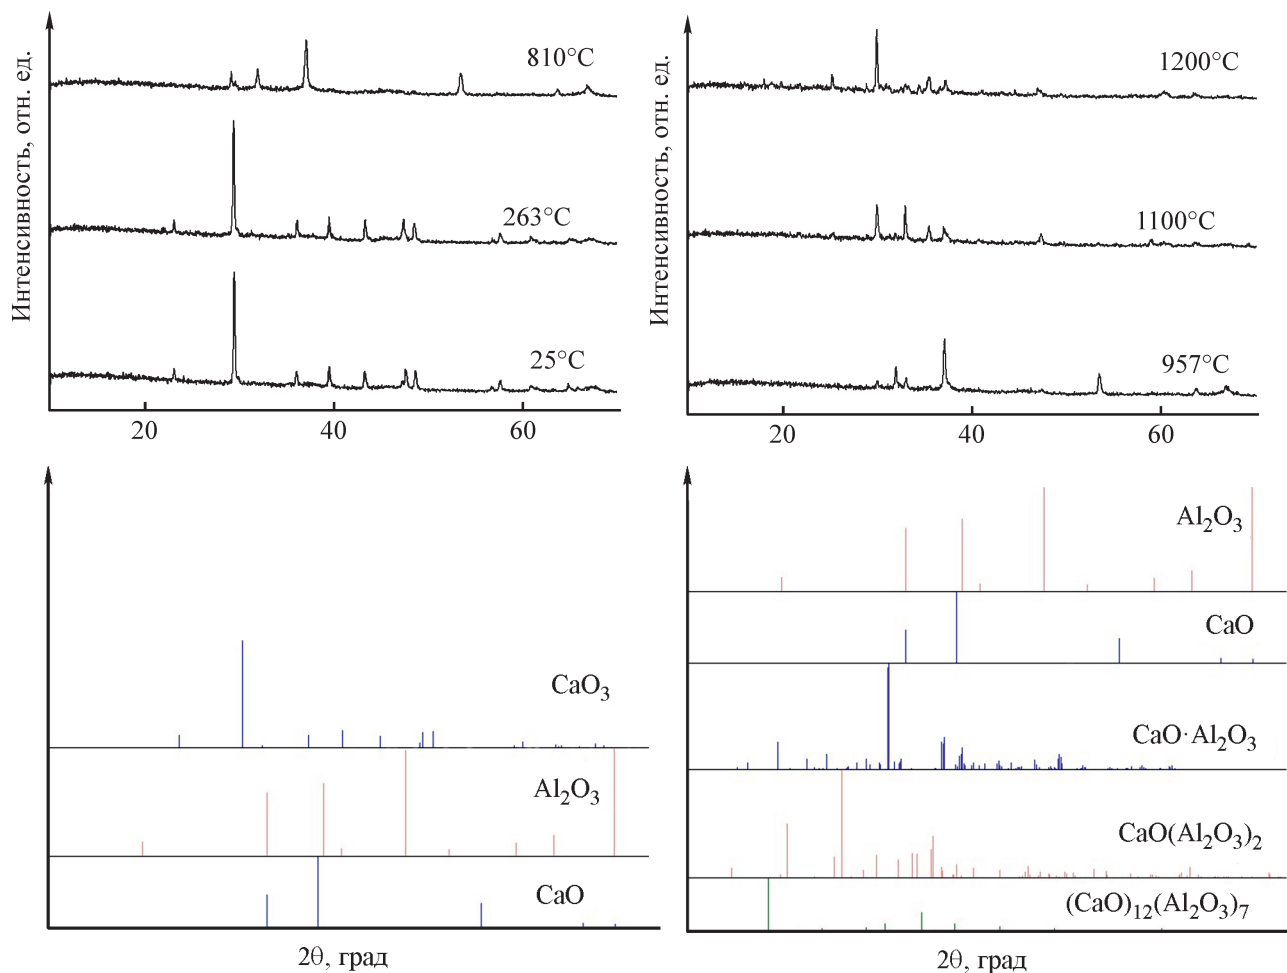 Интенсивность, отн. ед.
810°C
263°C
25°C
20 40 60
Интенсивность, отн. ед.
1200°C
1100°C
957°C
20 40 60
CaO₃
Al₂O₃
CaO
2θ, град
Al₂O₃
CaO
CaO·Al₂O₃
CaO(Al₂O₃)₂
(CaO)₁₂(Al₂O₃)₇
2θ, град